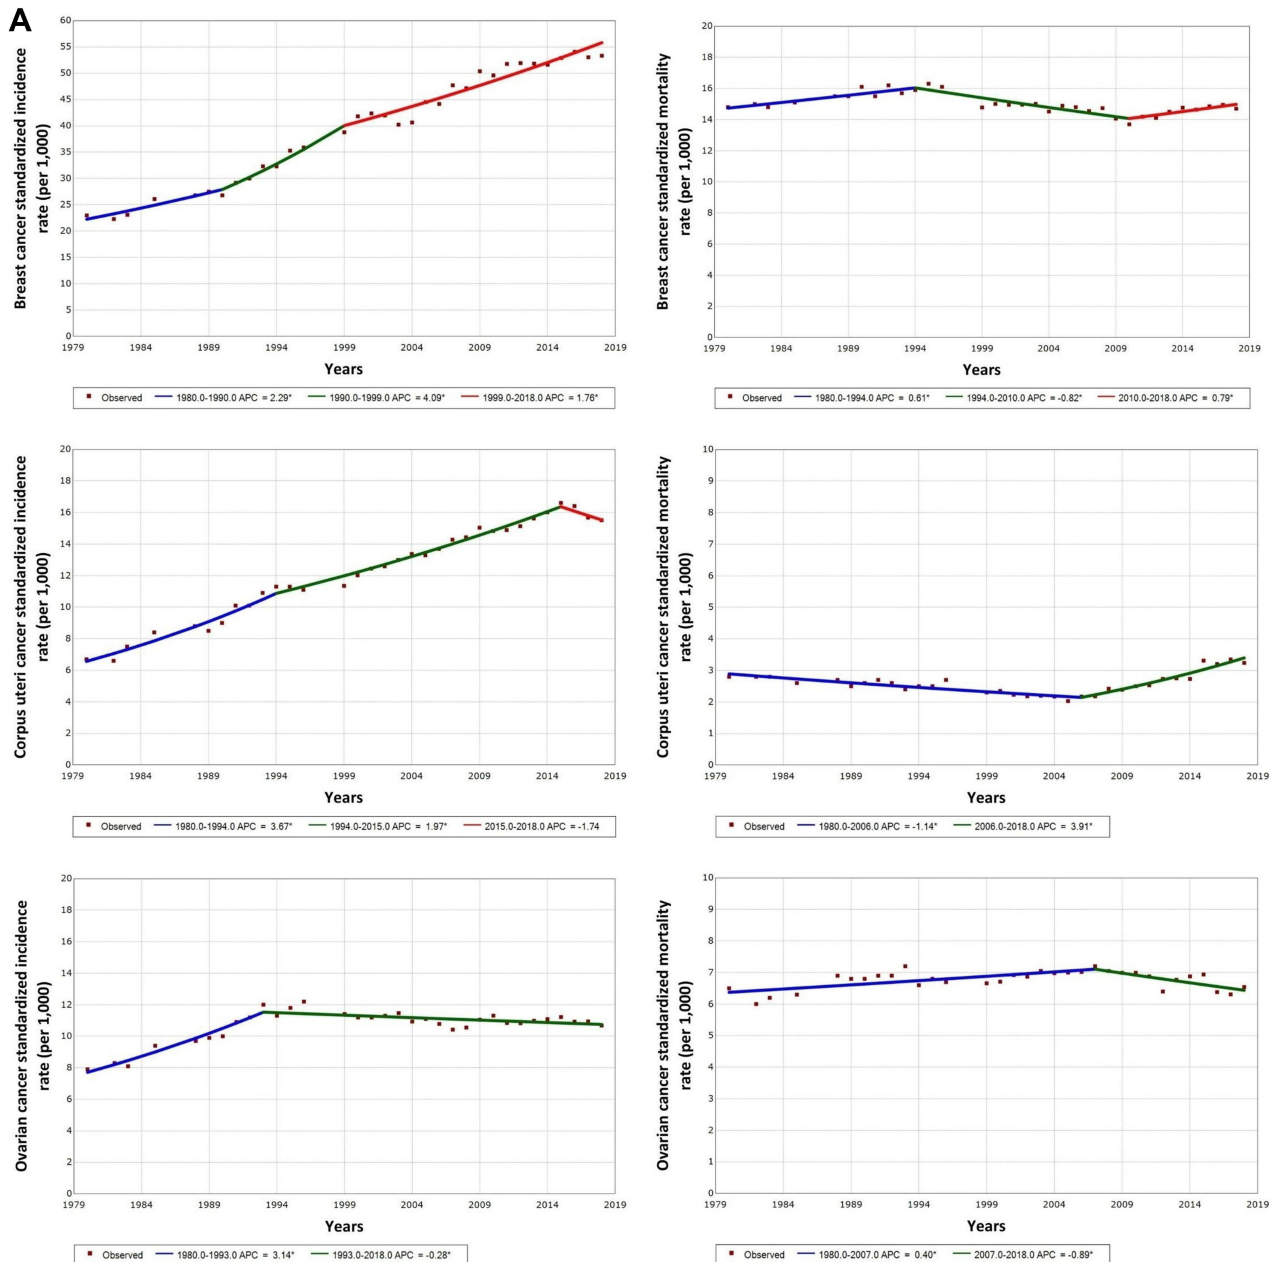 A
Breast cancer standardized incidence
rate (per 1,000)
60
55
50
45
40
35
30
25
20
15
10
5
0
1979 1984 1989 1994 1999 2004 2009 2014 2019
Years
Observed 1980.0-1990.0 APC = 2.29* 1990.0-1999.0 APC = 4.09* 1999.0-2018.0 APC = 1.76*
Breast cancer standardized mortality
rate (per 1,000)
20
18
16
14
12
10
8
6
4
2
0
1979 1984 1989 1994 1999 2004 2009 2014 2019
Years
Observed 1980.0-1994.0 APC = 0.61* 1994.0-2010.0 APC = -0.82* 2010.0-2018.0 APC = 0.79*
Corpus uteri cancer standardized incidence
rate (per 1,000)
20
18
16
14
12
10
8
6
4
2
0
1979 1984 1989 1994 1999 2004 2009 2014 2019
Years
Observed 1980.0-1994.0 APC = 3.67* 1994.0-2015.0 APC = 1.97* 2015.0-2018.0 APC = -1.74
Corpus uteri cancer standardized mortality
rate (per 1,000)
10
9
8
7
6
5
4
3
2
1
0
1979 1984 1989 1994 1999 2004 2009 2014 2019
Years
Observed 1980.0-2006.0 APC = -1.14* 2006.0-2018.0 APC = 3.91*
Ovarian cancer standardized incidence
rate (per 1,000)
20
18
16
14
12
10
8
6
4
2
0
1979 1984 1989 1994 1999 2004 2009 2014 2019
Years
Observed 1980.0-1993.0 APC = 3.14* 1993.0-2018.0 APC = -0.28*
Ovarian cancer standardized mortality
rate (per 1,000)
10
9
8
7
6
5
4
3
2
1
0
1979 1984 1989 1994 1999 2004 2009 2014 2019
Years
Observed 1980.0-2007.0 APC = 0.40* 2007.0-2018.0 APC = -0.89*